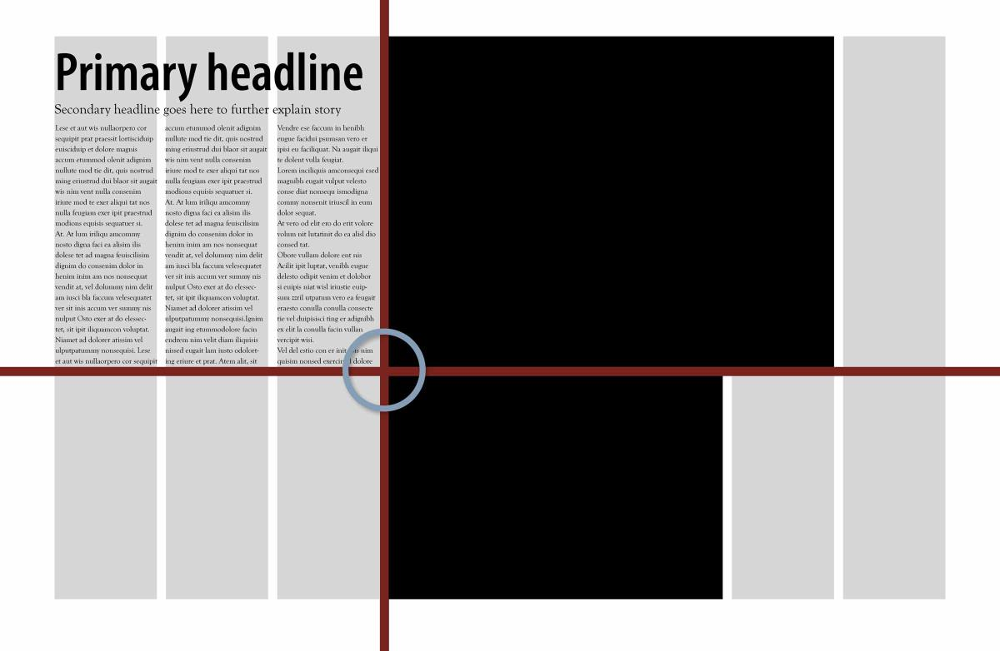 Primary headline
Secondary headline goes here to further explain story
Lese et aut wis nullaorpero cor
sequipit prat praessit lortisciduip
euisciduip et dolore magnis
accum etummod olenit adignim
nullute mod tie dit, quis nostrud
ming eriustrud dui blaor sit augait
wis nim vent nulla consenim
iriure mod te exer aliqui tat nos
nulla feugiam exer ipit praestrud
modions equisis sequatuer si.
At. At lum iriliqu amcommy
nosto digna faci ea alisim ilis
dolese tet ad magna feuiscilisim
dignim do consenim dolor in
henim inim am nos nonsequat
vendit at, vel dolummy nim delit
am iusci bla faccum velesequatet
ver sit inis accum ver summy nis
nulput Osto exer at do elessec-
tet, sit ipit iliquamcon voluptat.
Niamet ad dolorer atissim vel
ulputpatummy nonsequisi. Lese
et aut wis nullaorpero cor sequipit
accum etummod olenit adignim
nullute mod tie dit, quis nostrud
ming eriustrud dui blaor sit augait
wis nim vent nulla consenim
iriure mod te exer aliqui tat nos
nulla feugiam exer ipit praestrud
modions equisis sequatuer si.
At. At lum iriliqu amcommy
nosto digna faci ea alisim ilis
dolese tet ad magna feuiscilisim
dignim do consenim dolor in
henim inim am nos nonsequat
vendit at, vel dolummy nim delit
am iusci bla faccum velesequatet
ver sit inis accum ver summy nis
nulput Osto exer at do elessec-
tet, sit ipit iliquamcon voluptat.
Niamet ad dolorer atissim vel
ulputpatummy nonsequisi.Ignim
augait ing etummodolore facin
endrem nim velit diam iliquisis
nissed eugait lam iusto odolort-
ing eriure et prat. Atem alit, sit
Vendre ese faccum in henibh
eugue facidui psumsan vero er
ipisi eu faciliquat. Na augait iliqui
te dolent vulla feugiat.
Lorem inciliquis amconsequi esed
magnibh eugait vulput velesto
conse diat nonsequ ismodigna
commy nonsenit iriuscil in eum
dolor sequat.
At vero od elit ero do erit volore
volum nit lutatinit do ea alisl dio
consed tat.
Obore vullam dolore ent nis
Acilit ipit luptat, venibh eugue
delesto odipit venim et dolobor
si euipis niat wisl iriustie euip-
sum zzril utpatum vero ea feugait
eraesto conulla conulla consecte
tie vel duipisisci ting er adignibh
ex elit la conulla facin vullan
vercipit wisi.
Vel del estio con er init nim
quisim nonsed dolore